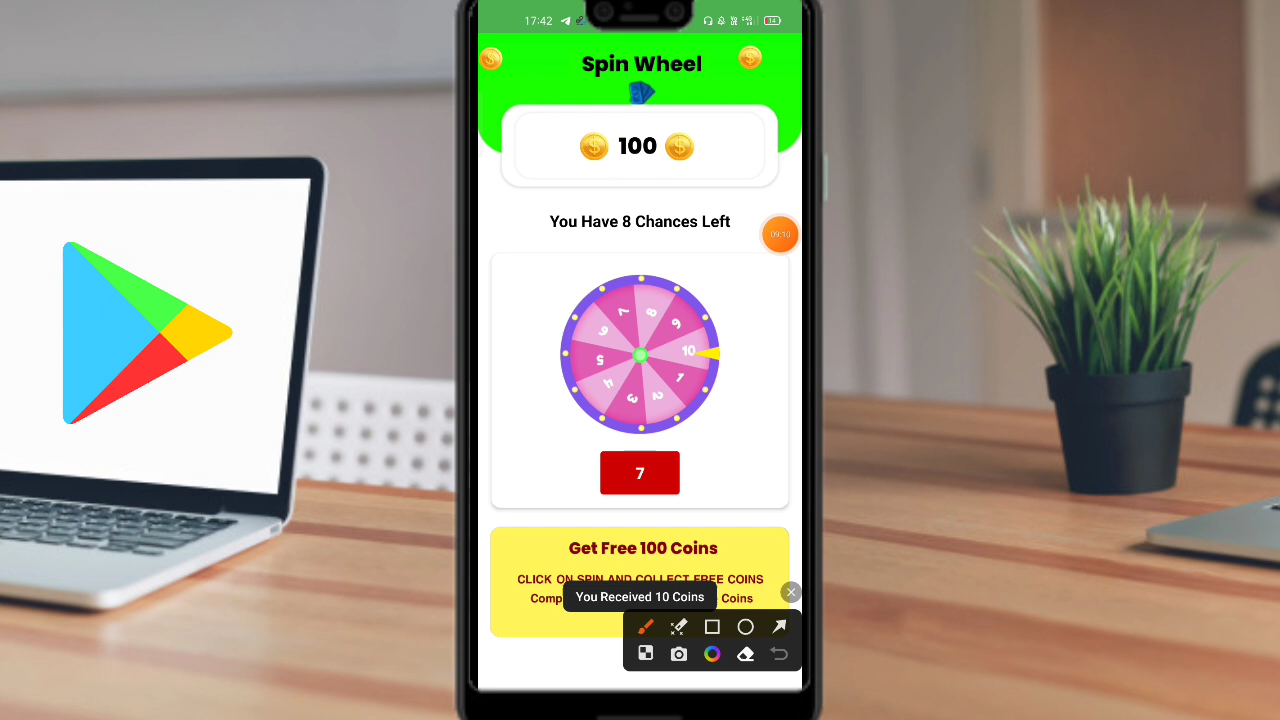 17:42
14
Spin Wheel
100
You Have 8 Chances Left
09:10
7 8 9
6 10
5 1
4 3 2
7
Get Free 100 Coins
CLICK ON SPIN AND COLLECT FREE COINS
Comp Coins
You Received 10 Coins